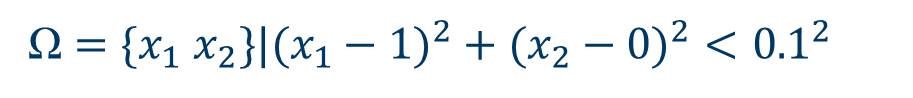 Ω = {x₁ x₂}|(x₁ − 1)² + (x₂ − 0)² < 0.1²